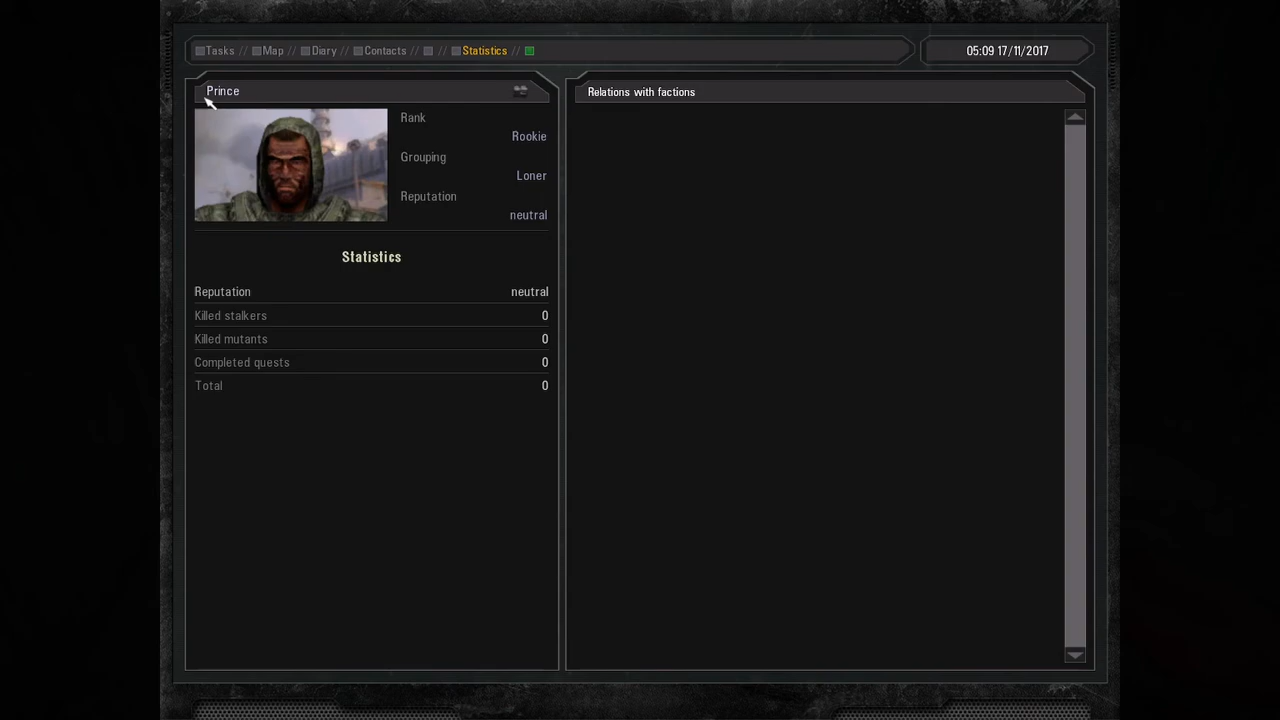 Tasks // Map // Diary // Contacts // Statistics //
05:09 17/11/2017
Prince
Rank
Rookie
Grouping
Loner
Reputation
neutral
Statistics
Reputation neutral
Killed stalkers 0
Killed mutants 0
Completed quests 0
Total 0
Relations with factions